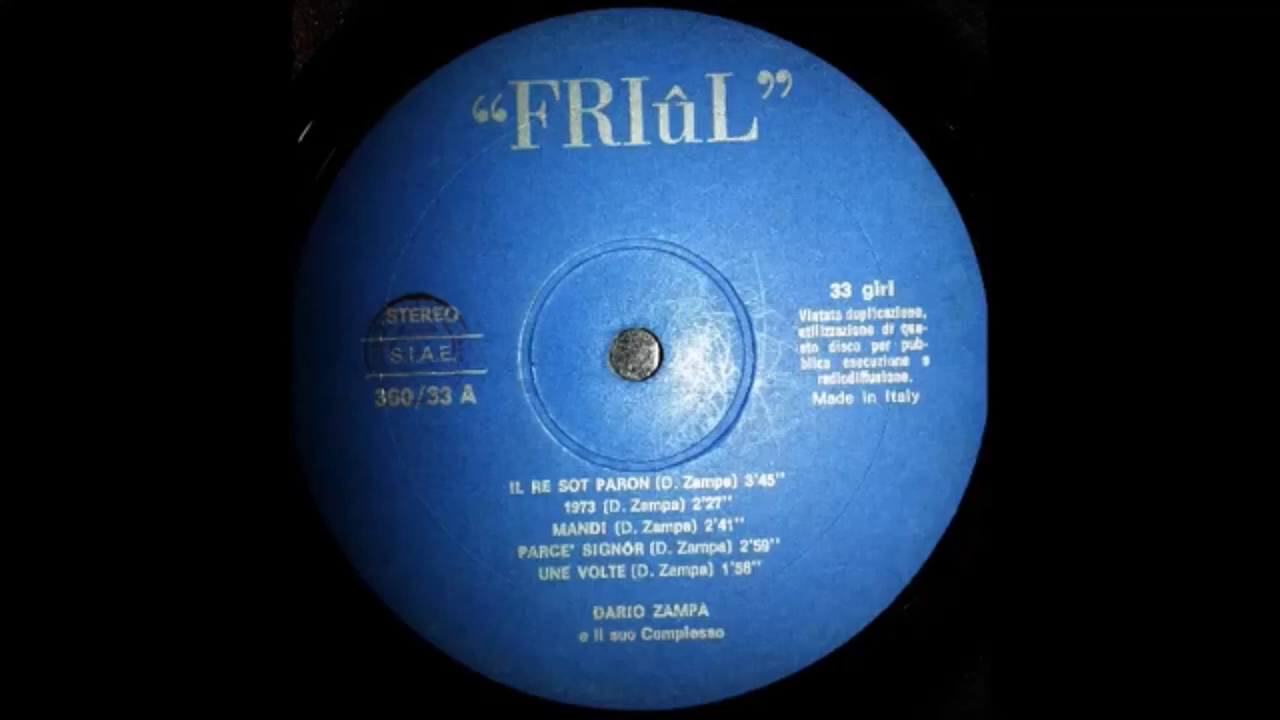 “FRIûL”
STEREO
S.I.A.E.
360/33 A
33 giri
Vietata duplicazione,
utilizzazione di que-
sto disco per pub-
blica esecuzione e
radiodiffusione.
Made in Italy
IL RE SOT PARON (D. Zampa) 3'45''
1973 (D. Zampa) 2'27''
MANDI (D. Zampa) 2'41''
PARCE' SIGNÔR (D. Zampa) 2'59''
UNE VOLTE (D. Zampa) 1'58''
DARIO ZAMPA
e il suo Complesso